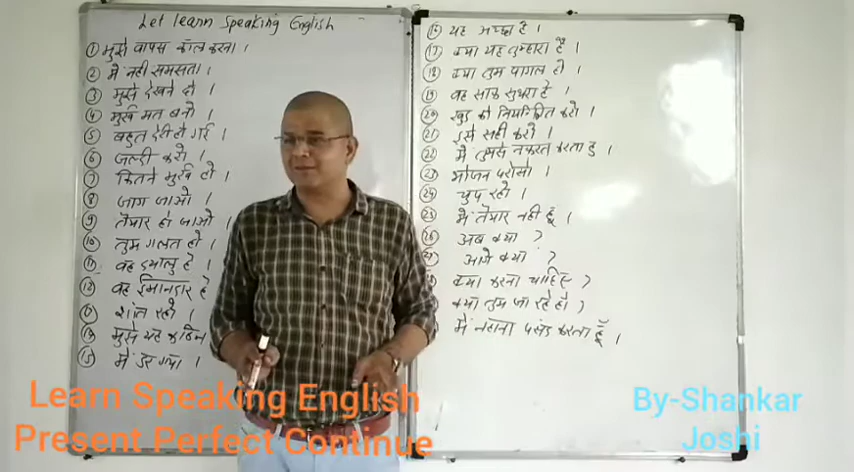 Let learn Speaking English
① मुझे वापस कॉल करना ।
② मैं नहीं समझता ।
③ मुझे देखने दो ।
④ मुर्ख मत बनो ।
⑤ बहुत देरी हो गई ।
⑥ जल्दी करो ।
⑦ कितने मुर्ख हो ।
⑧ जाग जाओ ।
⑨ तैयार हो जाओ ।
⑩ तुम गलत हो ।
⑪ वह दयालु है ।
⑫ वह ईमानदार है
शांत रहो ।
⑭ मुझे यह कठिन
⑮ मैं डर गया ।
⑯ यह अच्छा है ।
⑰ क्या यह तुम्हारा है ।
⑱ क्या तुम पागल हो ।
⑲ वह साफ सुथरा है ।
⑳ खुद को नियंत्रित करो ।
㉑ इसे सही करो ।
㉒ मैं तुमसे नफरत करता हु ।
㉓ भोजन परोसो ।
㉔ चुप रहो ।
㉕ मैं तैयार नहीं हूँ ।
㉖ अब क्या ?
आगे क्या ?
क्या करना चाहिए ?
क्या तुम जा रहे हो ?
मैं नहाना पसंद करता हूँ ।
Learn Speaking English
Present Perfect Continue
By-Shankar
Joshi